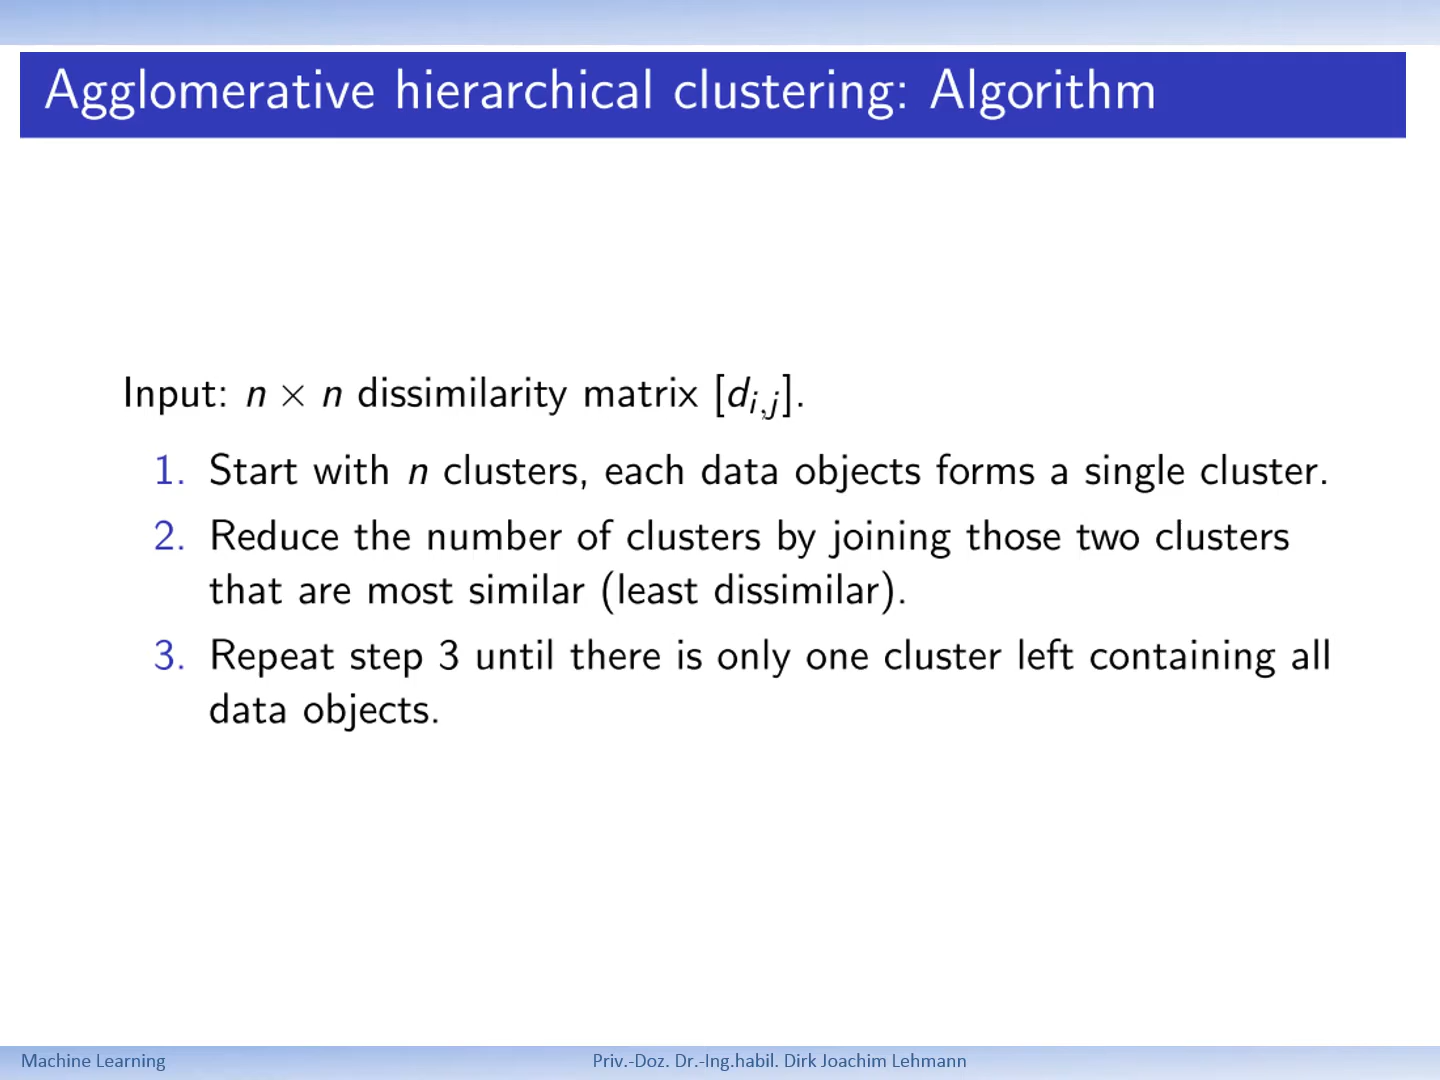 Agglomerative hierarchical clustering: Algorithm
Input: n × n dissimilarity matrix [d_{i,j}].
1. Start with n clusters, each data objects forms a single cluster.
2. Reduce the number of clusters by joining those two clusters
that are most similar (least dissimilar).
3. Repeat step 3 until there is only one cluster left containing all
data objects.
Machine Learning
Priv.-Doz. Dr.-Ing.habil. Dirk Joachim Lehmann